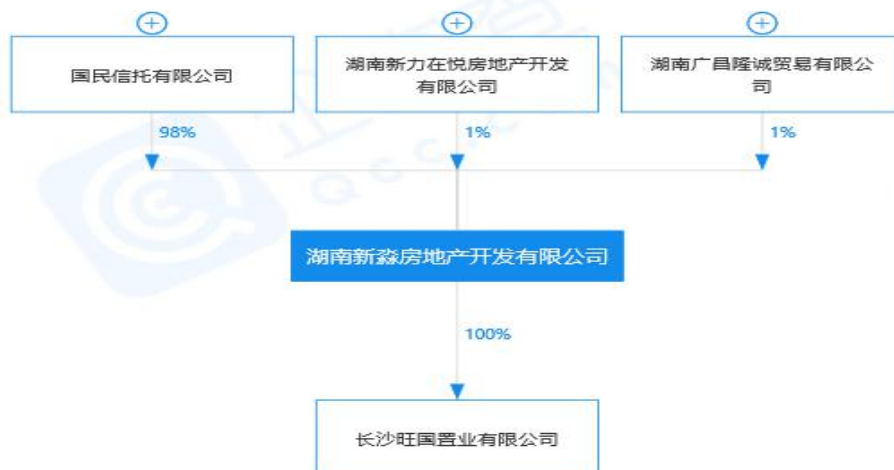 国民信托有限公司
湖南新力在悦房地产开发
有限公司
湖南广昌隆诚贸易有限公
司
98%
1%
1%
湖南新淼房地产开发有限公司
100%
长沙旺国置业有限公司